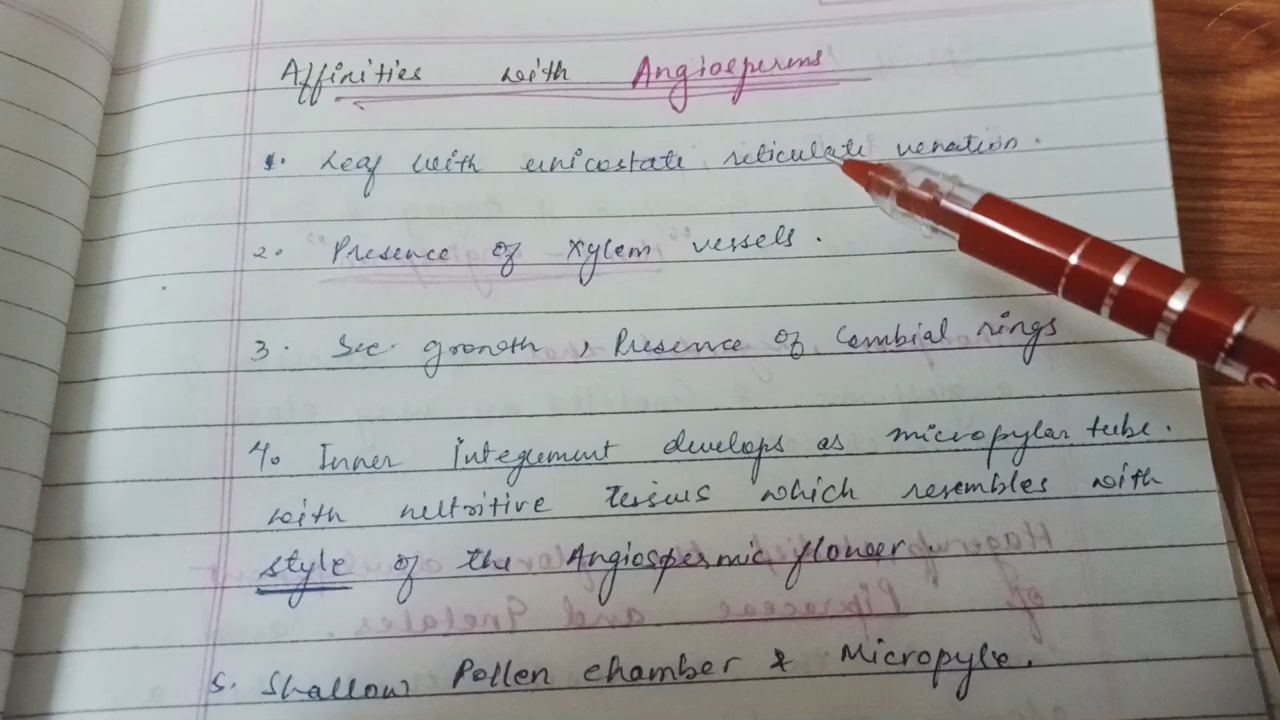 Affinities with Angiosperms
1. Leaf with unicostate reticulate venation.
2. Presence of xylem vessels.
3. Sec. growth, Presence of Cambial rings
4. Inner integument develops as micropylar tube.
with nutritive tissues which resembles with
style of the Angiospermic flower.
5. Shallow Pollen chamber & Micropyle.